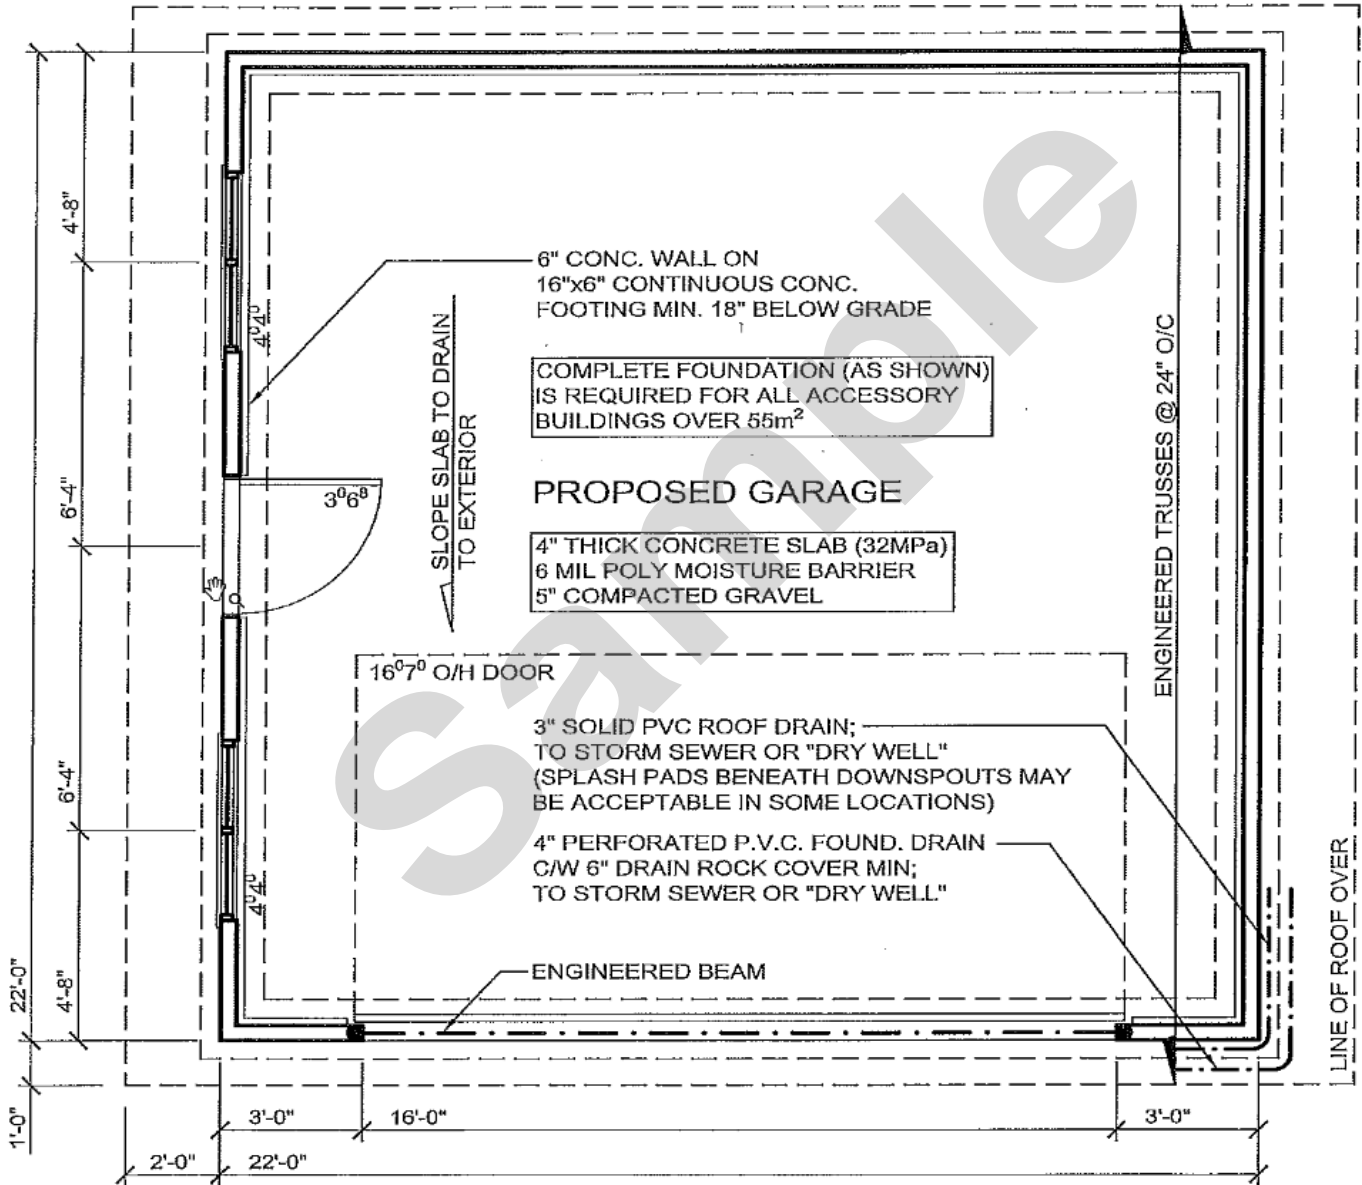 6" CONC. WALL ON
16"x6" CONTINUOUS CONC.
FOOTING MIN. 18" BELOW GRADE
COMPLETE FOUNDATION (AS SHOWN)
IS REQUIRED FOR ALL ACCESSORY
BUILDINGS OVER 55m²
PROPOSED GARAGE
4" THICK CONCRETE SLAB (32MPa)
6 MIL POLY MOISTURE BARRIER
5" COMPACTED GRAVEL
SLOPE SLAB TO DRAIN
TO EXTERIOR
16⁰7⁰ O/H DOOR
3" SOLID PVC ROOF DRAIN;
TO STORM SEWER OR "DRY WELL"
(SPLASH PADS BENEATH DOWNSPOUTS MAY
BE ACCEPTABLE IN SOME LOCATIONS)
4" PERFORATED P.V.C. FOUND. DRAIN
C/W 6" DRAIN ROCK COVER MIN;
TO STORM SEWER OR "DRY WELL"
ENGINEERED BEAM
ENGINEERED TRUSSES @ 24" O/C
LINE OF ROOF OVER
4'-8"
6'-4"
6'-4"
4'-8"
22'-0"
1'-0"
4⁰4⁰
3⁰6⁸
4⁰4⁰
3'-0"
16'-0"
3'-0"
2'-0"
22'-0"
Sample